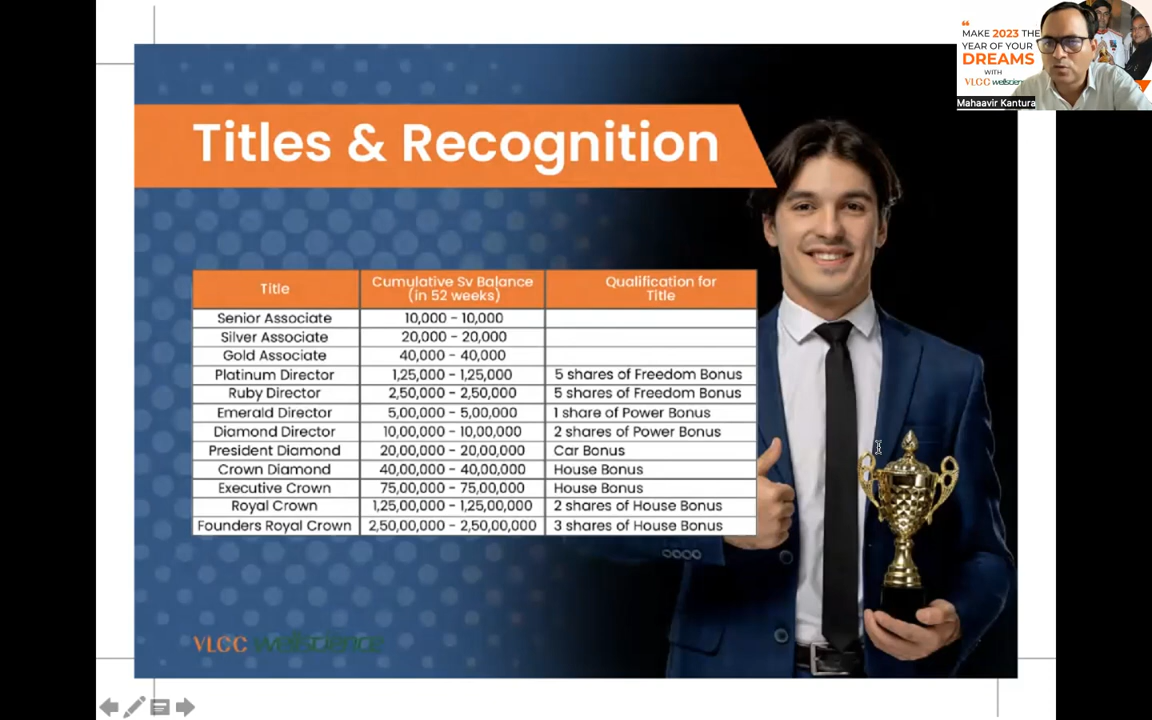 “
MAKE 2023 THE
YEAR OF YOUR
DREAMS
WITH
VLCC wellscience
Mahaavir Kantura
Titles & Recognition
Title Cumulative Sv Balance (in 52 weeks) Qualification for Title
Senior Associate 10,000 - 10,000
Silver Associate 20,000 - 20,000
Gold Associate 40,000 - 40,000
Platinum Director 1,25,000 - 1,25,000 5 shares of Freedom Bonus
Ruby Director 2,50,000 - 2,50,000 5 shares of Freedom Bonus
Emerald Director 5,00,000 - 5,00,000 1 share of Power Bonus
Diamond Director 10,00,000 - 10,00,000 2 shares of Power Bonus
President Diamond 20,00,000 - 20,00,000 Car Bonus
Crown Diamond 40,00,000 - 40,00,000 House Bonus
Executive Crown 75,00,000 - 75,00,000 House Bonus
Royal Crown 1,25,00,000 - 1,25,00,000 2 shares of House Bonus
Founders Royal Crown 2,50,00,000 - 2,50,00,000 3 shares of House Bonus
VLCC wellscience